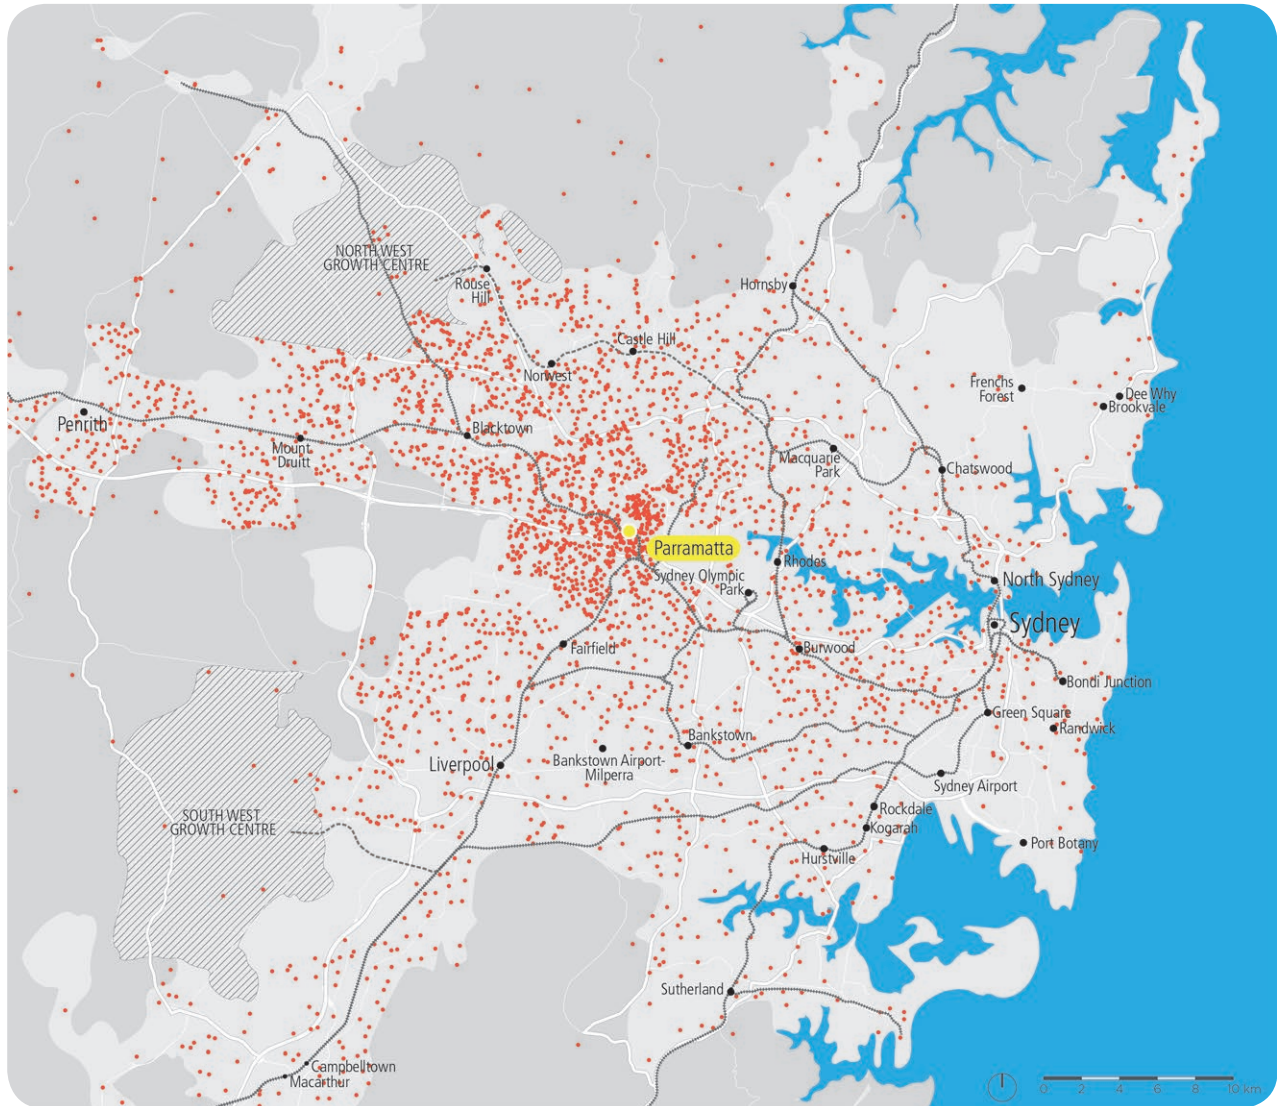 NORTH WEST
GROWTH CENTRE
Rouse
Hill
Hornsby
Castle Hill
Norwest
Frenchs
Forest
Dee Why
Brookvale
Penrith
Blacktown
Mount
Druitt
Macquarie
Park
Chatswood
Parramatta
Rhodes
Sydney Olympic
Park
North Sydney
Sydney
Fairfield
Burwood
Bondi Junction
Green Square
Randwick
Bankstown
Liverpool
Bankstown Airport-
Milperra
Sydney Airport
SOUTH WEST
GROWTH CENTRE
Rockdale
Kogarah
Port Botany
Hurstville
Sutherland
Campbelltown
Macarthur
0 2 4 6 8 10 km